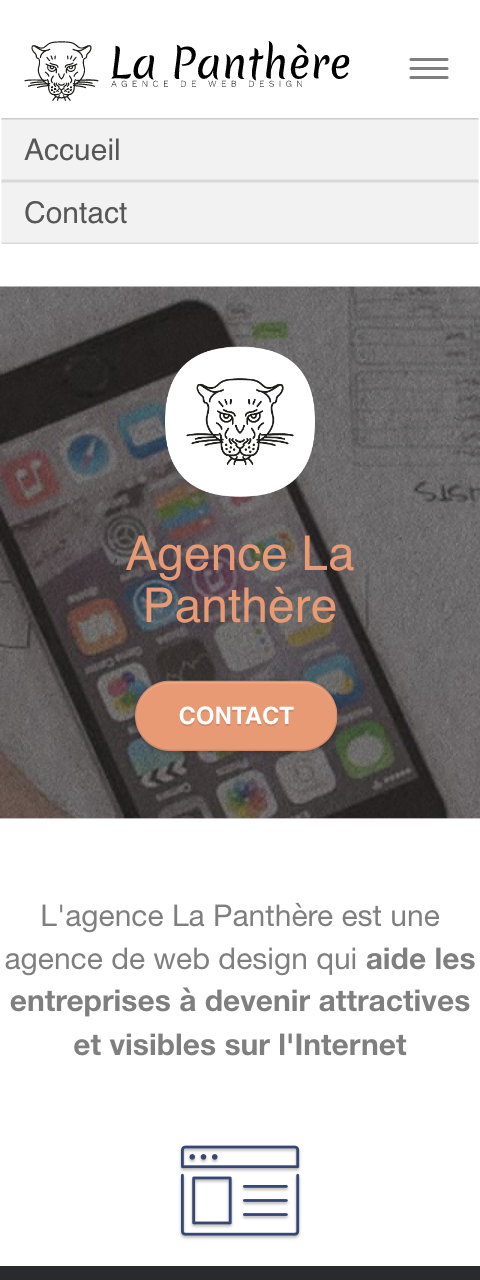 La Panthère
AGENCE DE WEB DESIGN
Accueil
Contact
Agence La
Panthère
CONTACT
L'agence La Panthère est une
agence de web design qui aide les
entreprises à devenir attractives
et visibles sur l'Internet